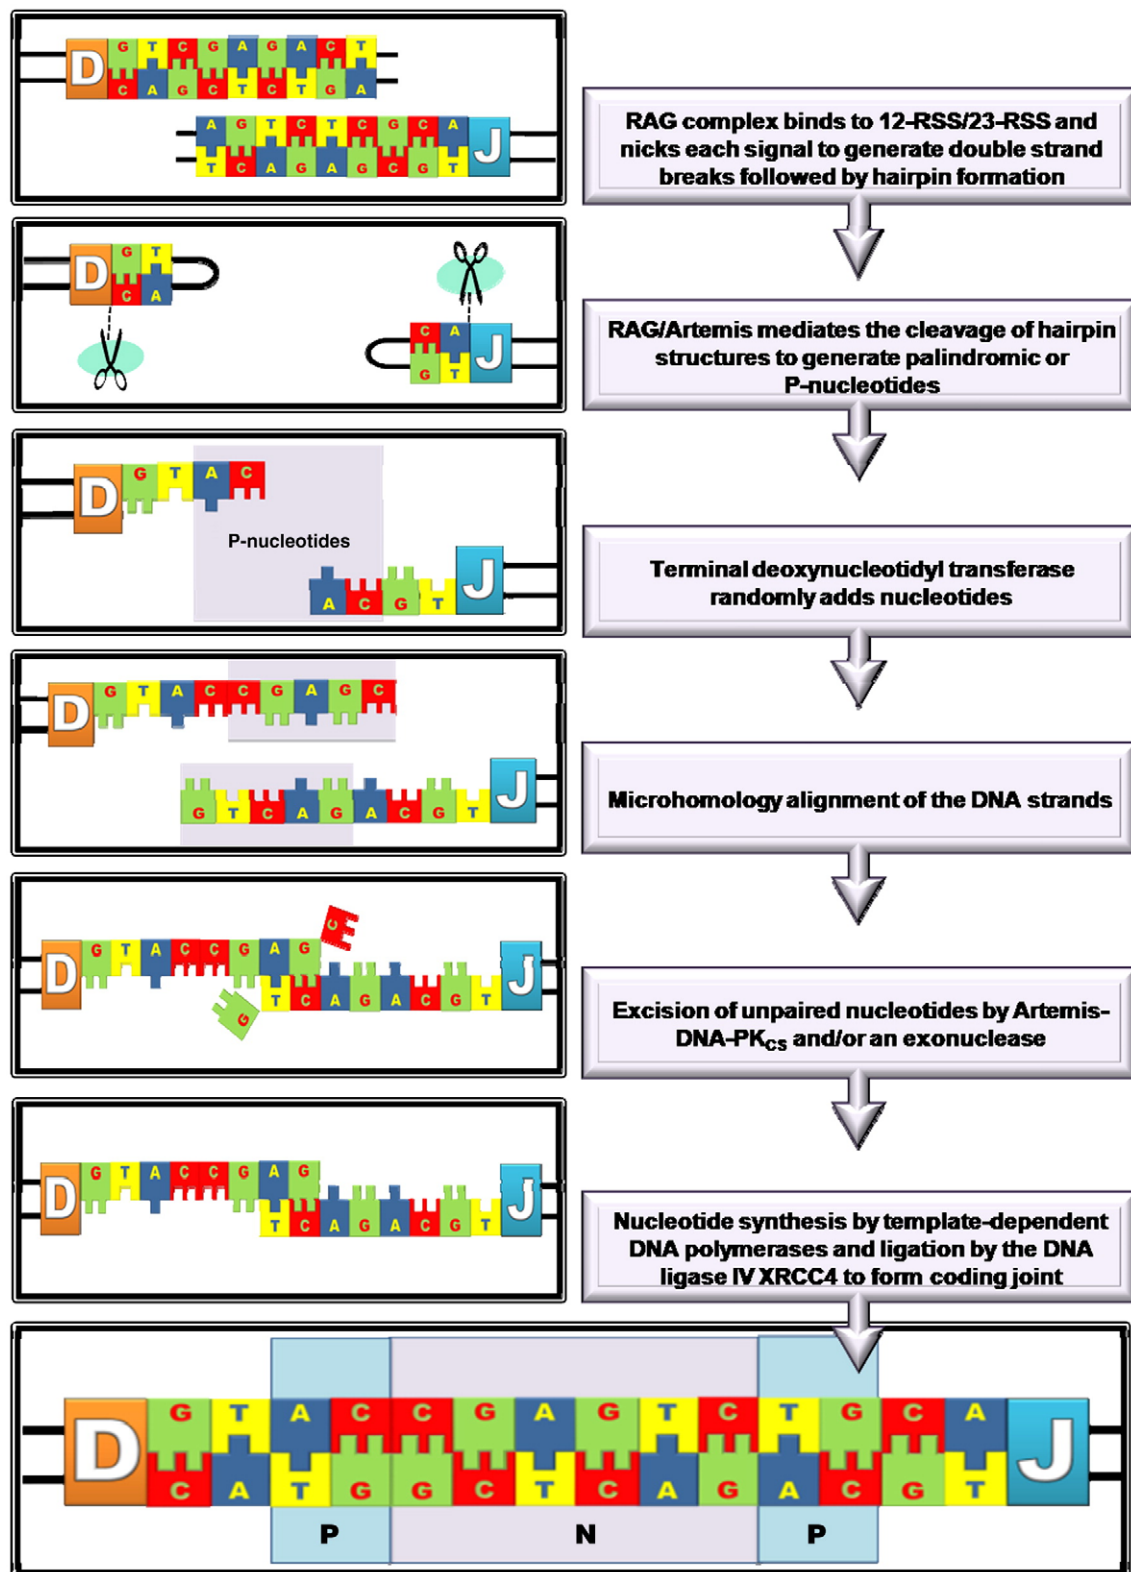 D G T C G A G A C T
C A G C T C T G A
A G T C T C G C A J
T C A G A G C G T
RAG complex binds to 12-RSS/23-RSS and
nicks each signal to generate double strand
breaks followed by hairpin formation
D G T
C A
C A J
G T
RAG/Artemis mediates the cleavage of hairpin
structures to generate palindromic or
P-nucleotides
D G T A C
P-nucleotides
A C G T J
Terminal deoxynucleotidyl transferase
randomly adds nucleotides
D G T A C C G A G C
G T C A G A C G T J
Microhomology alignment of the DNA strands
C
D G T A C C G A G J
G T C A G A C G T
Excision of unpaired nucleotides by Artemis-
DNA-PKCS and/or an exonuclease
D G T A C C G A G J
T C A G A C G T
Nucleotide synthesis by template-dependent
DNA polymerases and ligation by the DNA
ligase IV XRCC4 to form coding joint
D G T A C C G A G T C T G C A J
C A T G G C T C A G A C G T
P N P